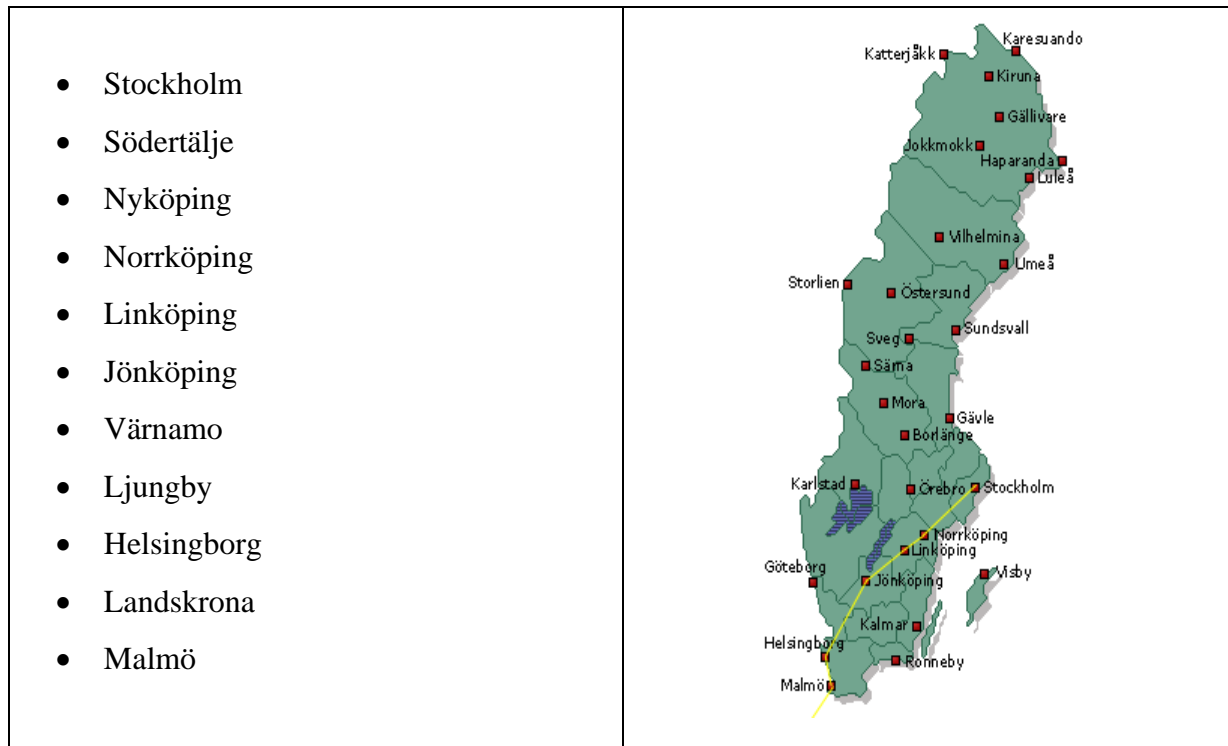 • Stockholm
• Södertälje
• Nyköping
• Norrköping
• Linköping
• Jönköping
• Värnamo
• Ljungby
• Helsingborg
• Landskrona
• Malmö
Karesuando
Katterjåkk
Kiruna
Gällivare
Jokkmokk
Haparanda
Luleå
Vilhelmina
Umeå
Storlien
Östersund
Sundsvall
Sveg
Särna
Mora
Gävle
Borlänge
Karlstad
Örebro
Stockholm
Norrköping
Linköping
Göteborg
Jönköping
Visby
Kalmar
Helsingborg
Ronneby
Malmö